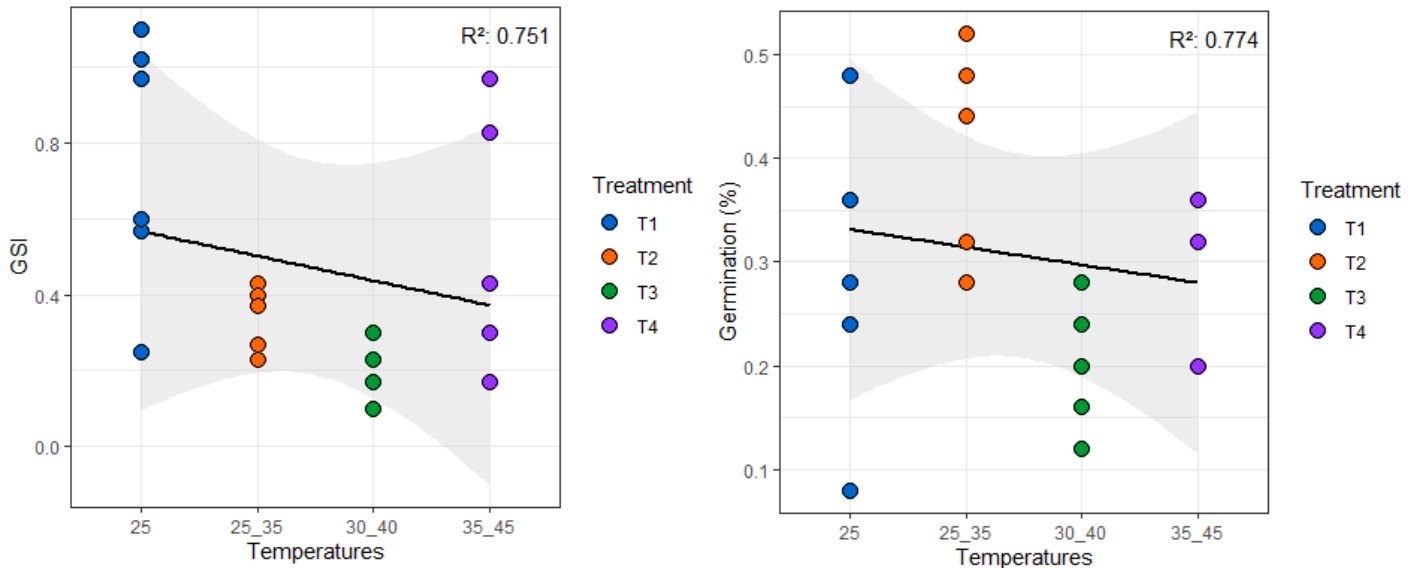 R²: 0.751
GSI
0.8
0.4
0.0
25
25_35
30_40
35_45
Temperatures
Treatment
T1
T2
T3
T4
R²: 0.774
Germination (%)
0.5
0.4
0.3
0.2
0.1
25
25_35
30_40
35_45
Temperatures
Treatment
T1
T2
T3
T4